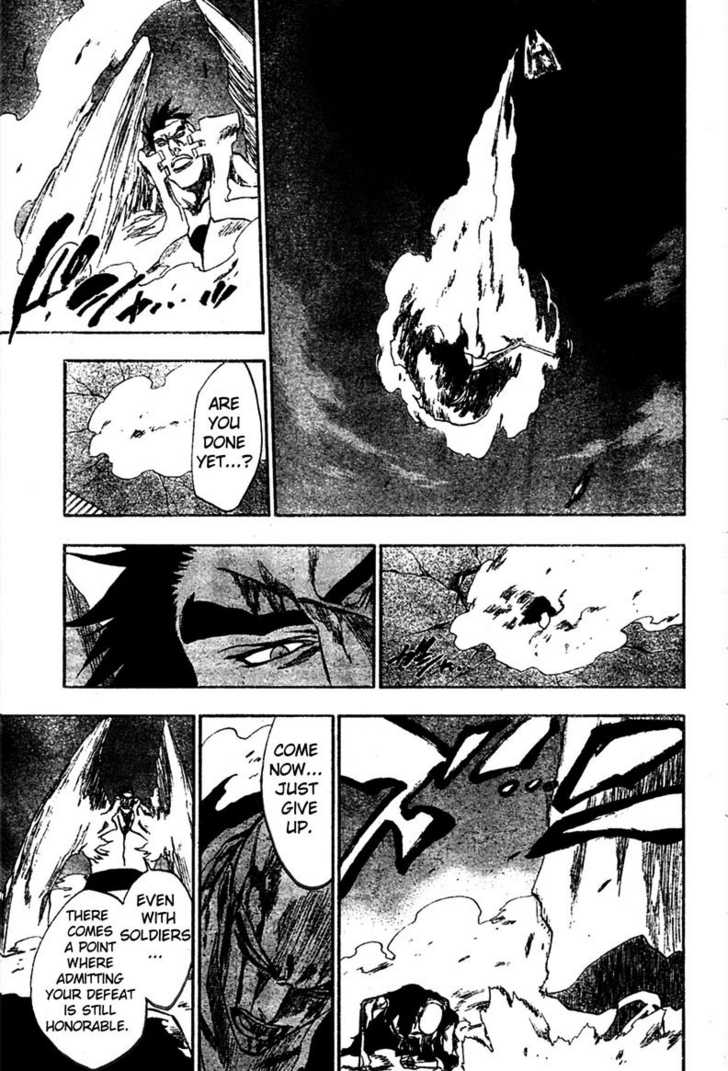 ARE
YOU
DONE
YET...?
COME
NOW...
JUST
GIVE
UP.
EVEN
WITH
SOLDIERS
...
THERE
COMES
A POINT
WHERE
ADMITTING
YOUR DEFEAT
IS STILL
HONORABLE.